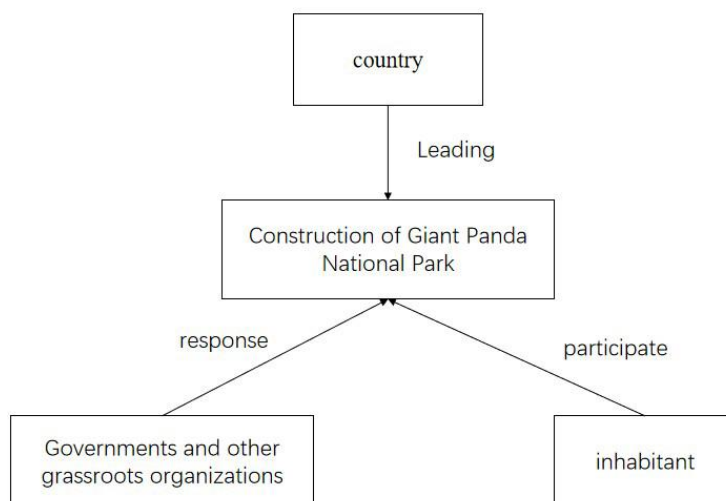 country
Leading
Construction of Giant Panda
National Park
response
participate
Governments and other
grassroots organizations
inhabitant